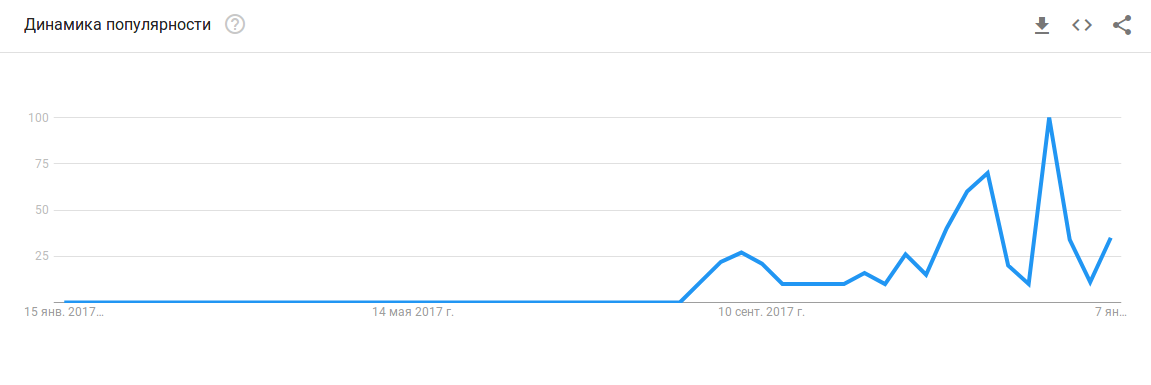 Динамика популярности ?
100
75
50
25
15 янв. 2017…
14 мая 2017 г.
10 сент. 2017 г.
7 ян…